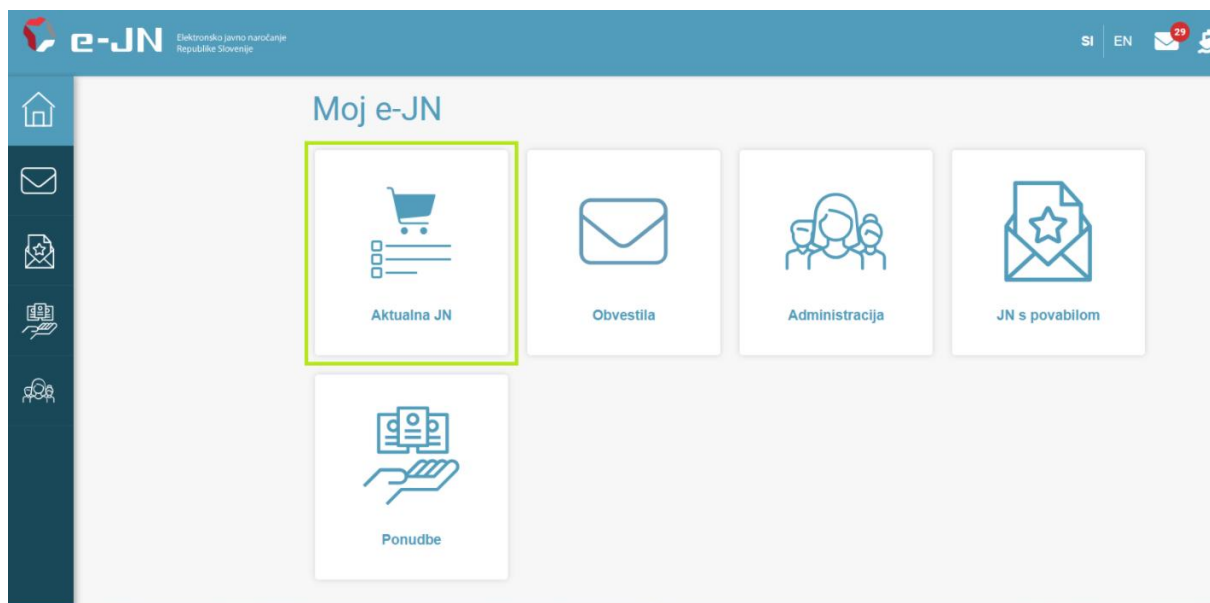 e-JN
Elektronsko javno naročanje
Republike Slovenije
SI EN
29
Moj e-JN
Aktualna JN
Obvestila
Administracija
JN s povabilom
Ponudbe